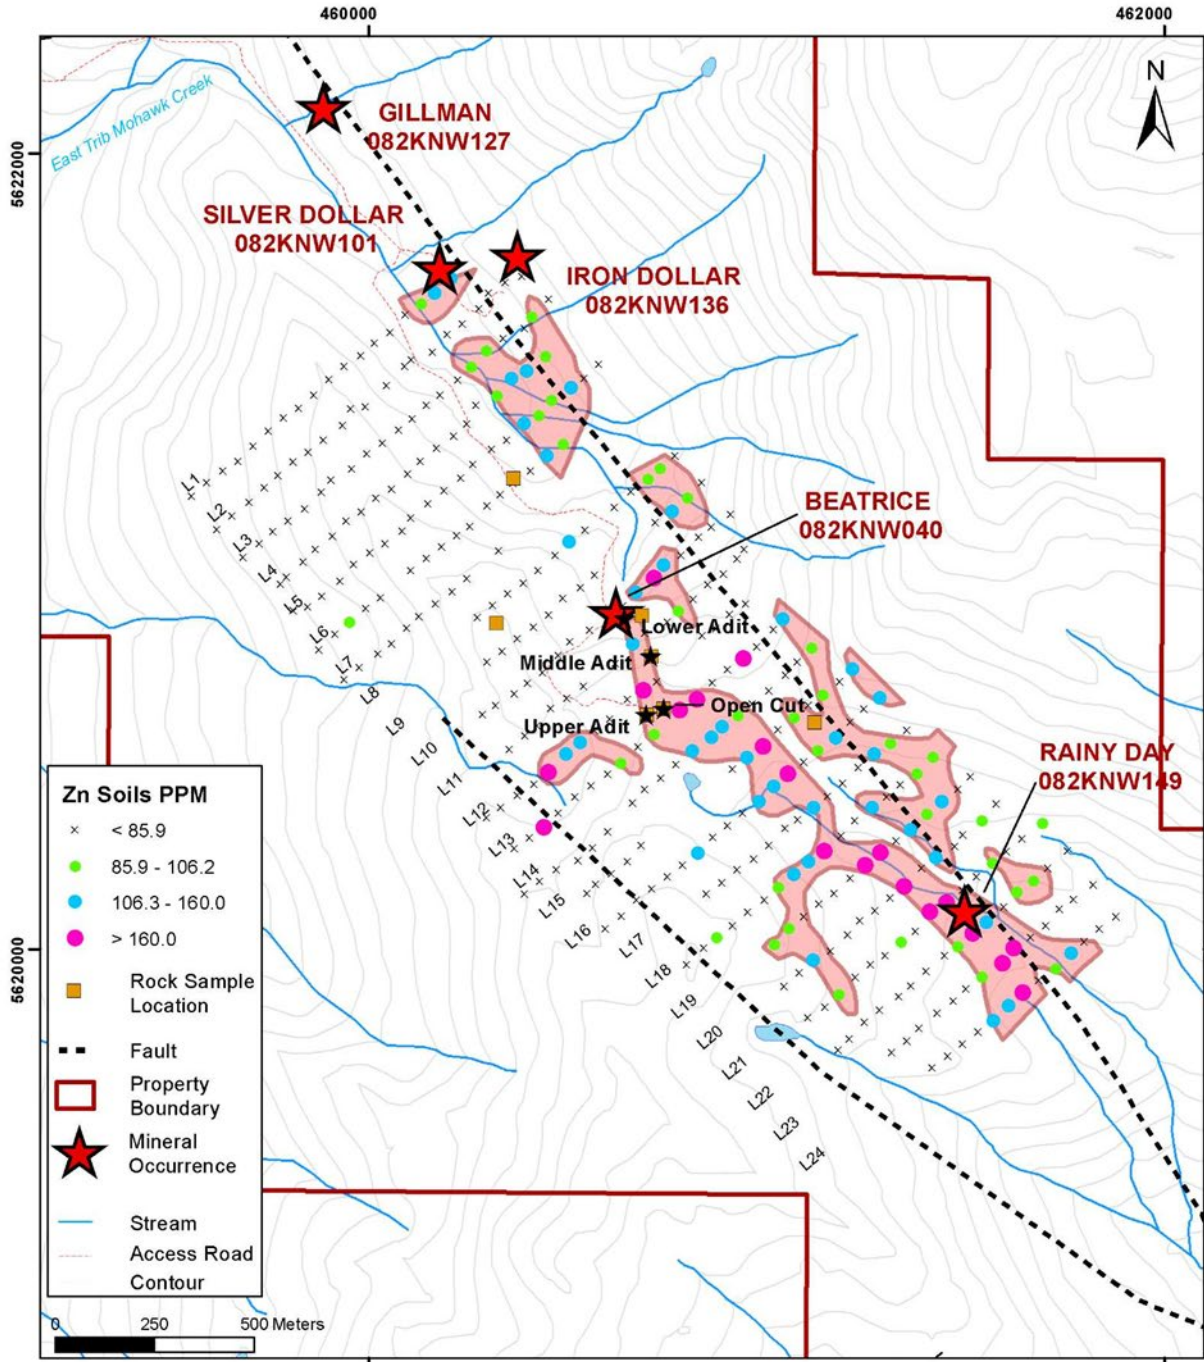 460000
462000
5622000
5620000
East Trib Mohawk Creek
N
GILLMAN
082KNW127
SILVER DOLLAR
082KNW101
IRON DOLLAR
082KNW136
BEATRICE
082KNW040
Lower Adit
Middle Adit
Open Cut
Upper Adit
RAINY DAY
082KNW149
L1
L2
L3
L4
L5
L6
L7
L8
L9
L10
L11
L12
L13
L14
L15
L16
L17
L18
L19
L20
L21
L22
L23
L24
Zn Soils PPM
< 85.9
85.9 - 106.2
106.3 - 160.0
> 160.0
Rock Sample
Location
Fault
Property
Boundary
Mineral
Occurrence
Stream
Access Road
Contour
0 250 500 Meters